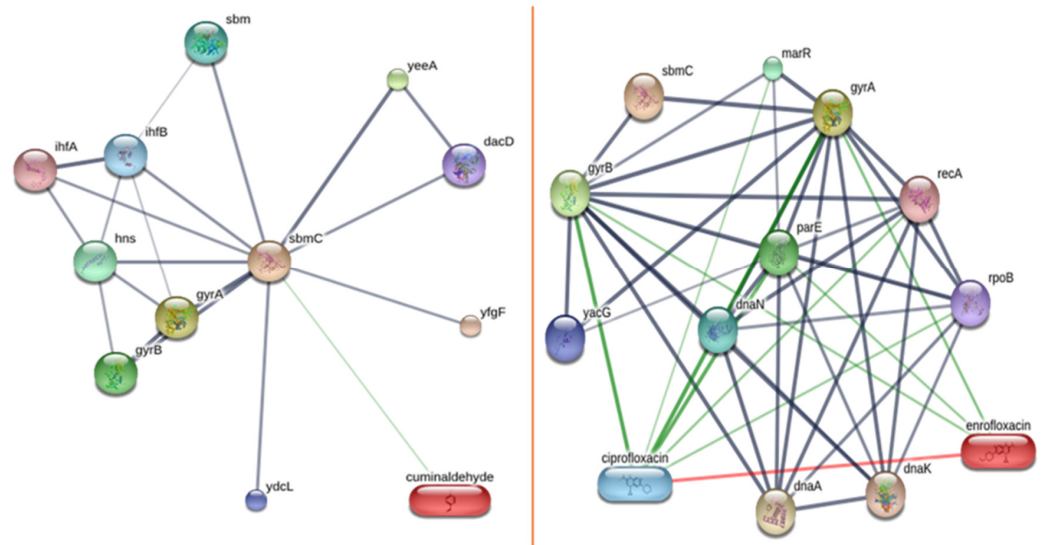 sbm
yeeA
ihfB
ihfA
dacD
hns
sbmC
gyrA
yfgF
gyrB
cuminaldehyde
ydcL
marR
sbmC
gyrA
gyrB
recA
parE
rpoB
dnaN
yacG
enrofloxacin
ciprofloxacin
dnaK
dnaA